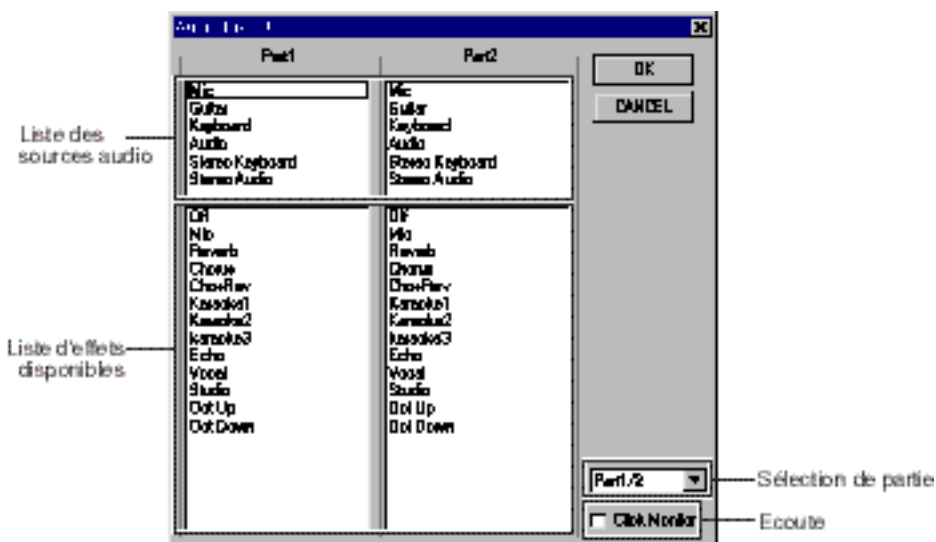 Part1
Part2
OK
CANCEL
Liste des
sources audio
Mic
Guitar
Keyboard
Audio
Stereo Keyboard
Stereo Audio
Mic
Guitar
Keyboard
Audio
Stereo Keyboard
Stereo Audio
Liste d'effets
disponibles
Off
Mic
Reverb
Chorus
Cho+Rev
Karaoke1
Karaoke2
karaoke3
Echo
Vocal
Studio
Oct Up
Oct Down
Off
Mic
Reverb
Chorus
Cho+Rev
Karaoke1
Karaoke2
karaoke3
Echo
Vocal
Studio
Oct Up
Oct Down
Part1/2
Sélection de partie
Click Monitor
Ecoute